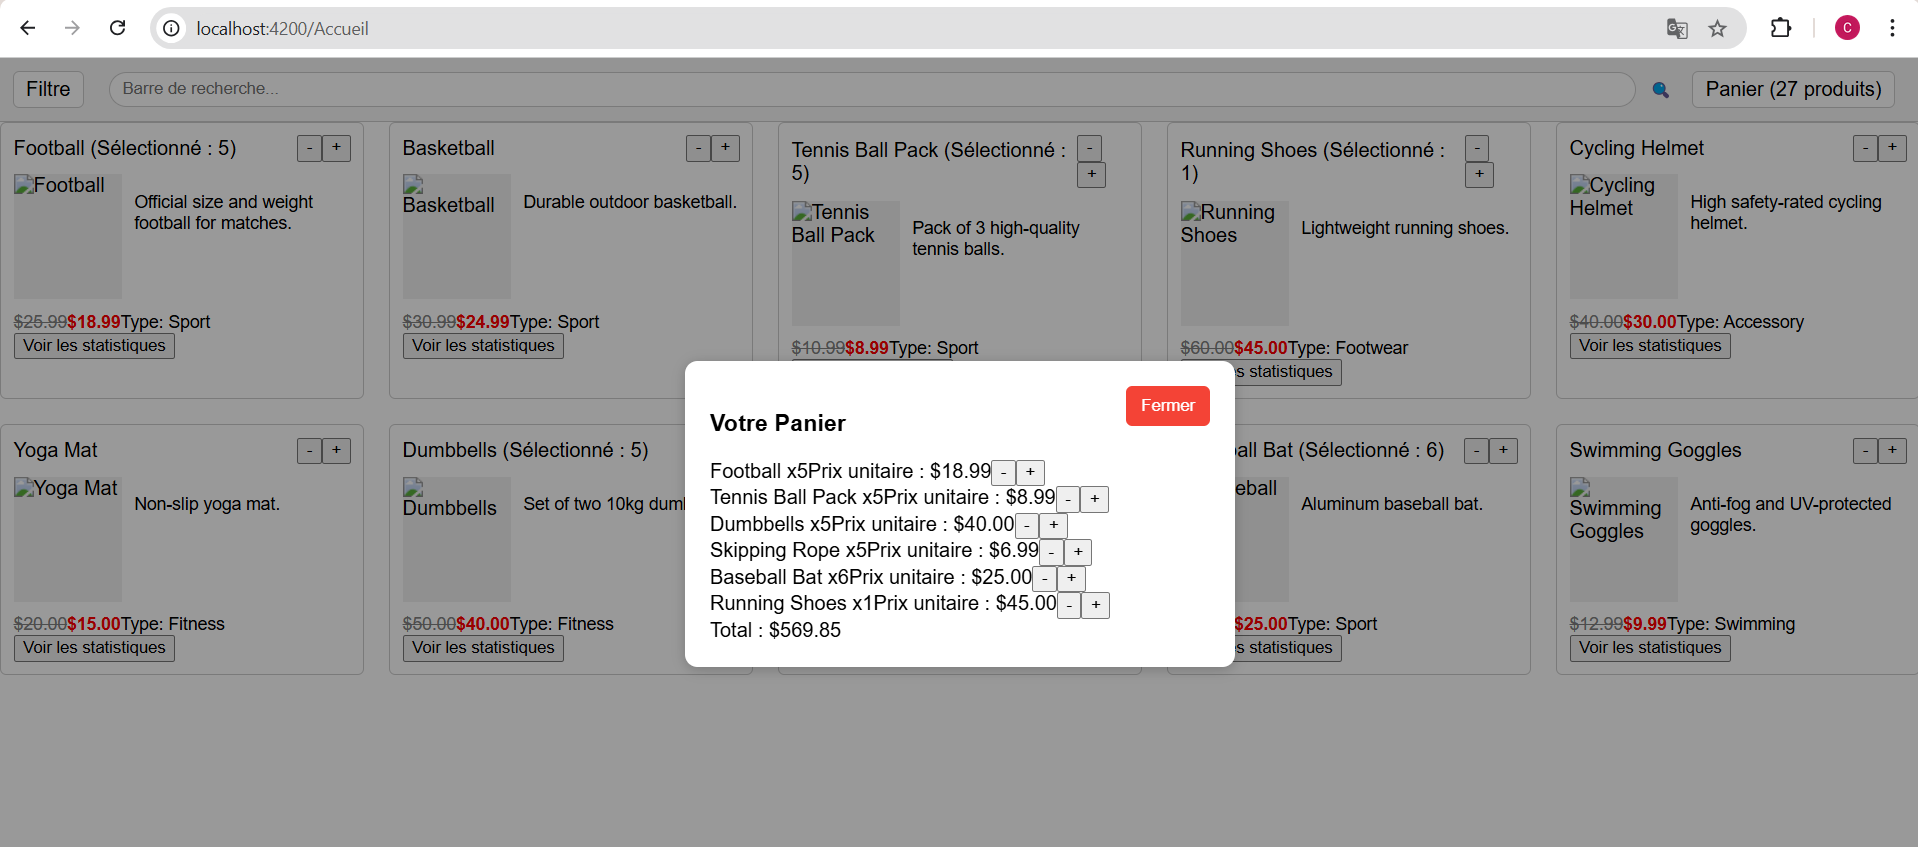 localhost:4200/Accueil
C
Filtre
Barre de recherche...
Panier (27 produits)
Football (Sélectionné : 5)
- +
Football
Official size and weight
football for matches.
$25.99$18.99Type: Sport
Voir les statistiques
Basketball
- +
Basketball
Durable outdoor basketball.
$30.99$24.99Type: Sport
Voir les statistiques
Tennis Ball Pack (Sélectionné :
5)
-
+
Tennis
Ball Pack
Pack of 3 high-quality
tennis balls.
$10.99$8.99Type: Sport
Running Shoes (Sélectionné :
1)
-
+
Running
Shoes
Lightweight running shoes.
$60.00$45.00Type: Footwear
s statistiques
Cycling Helmet
- +
Cycling
Helmet
High safety-rated cycling
helmet.
$40.00$30.00Type: Accessory
Voir les statistiques
Yoga Mat
- +
Yoga Mat
Non-slip yoga mat.
$20.00$15.00Type: Fitness
Voir les statistiques
Dumbbells (Sélectionné : 5)
Dumbbells
Set of two 10kg
$50.00$40.00Type: Fitness
Voir les statistiques
Votre Panier
Fermer
Football x5Prix unitaire : $18.99- +
Tennis Ball Pack x5Prix unitaire : $8.99- +
Dumbbells x5Prix unitaire : $40.00- +
Skipping Rope x5Prix unitaire : $6.99- +
Baseball Bat x6Prix unitaire : $25.00- +
Running Shoes x1Prix unitaire : $45.00- +
Total : $569.85
all Bat (Sélectionné : 6)
- +
eball
Aluminum baseball bat.
$25.00Type: Sport
s statistiques
Swimming Goggles
- +
Swimming
Goggles
Anti-fog and UV-protected
goggles.
$12.99$9.99Type: Swimming
Voir les statistiques